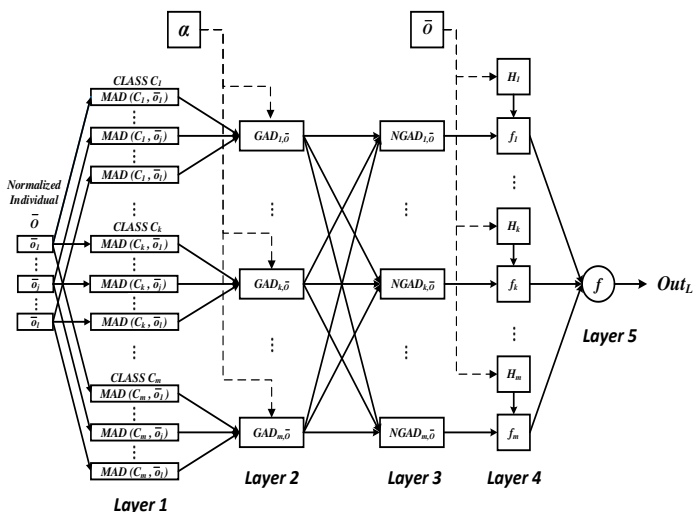 α
Ō
CLASS C1
MAD (C1 , ō1)
MAD (C1 , ōj)
MAD (C1 , ōl)
Normalized
Individual
Ō
ō1
ōj
ōl
CLASS Ck
MAD (Ck , ō1)
MAD (Ck , ōj)
MAD (Ck , ōl)
CLASS Cm
MAD (Cm , ō1)
MAD (Cm , ōj)
MAD (Cm , ōl)
Layer 1
GAD1,Ō
GADk,Ō
GADm,Ō
Layer 2
NGAD1,Ō
NGADk,Ō
NGADm,Ō
Layer 3
H1
f1
Hk
fk
Hm
fm
Layer 4
f
Layer 5
OutL